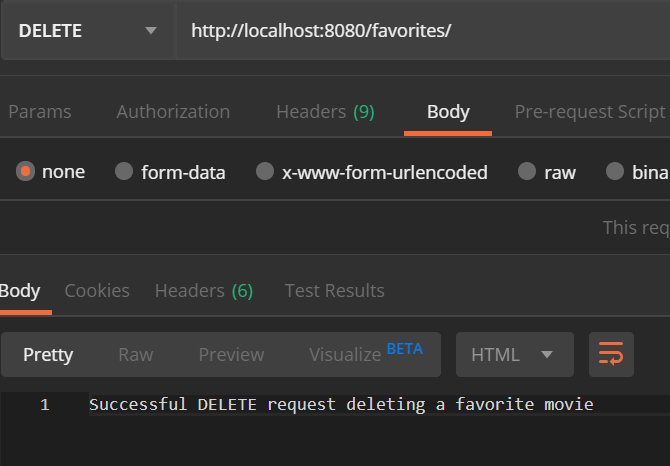 DELETE http://localhost:8080/favorites/
Params Authorization Headers (9) Body Pre-request Script
none form-data x-www-form-urlencoded raw bina
This req
Body Cookies Headers (6) Test Results
Pretty Raw Preview Visualize BETA HTML
1 Successful DELETE request deleting a favorite movie